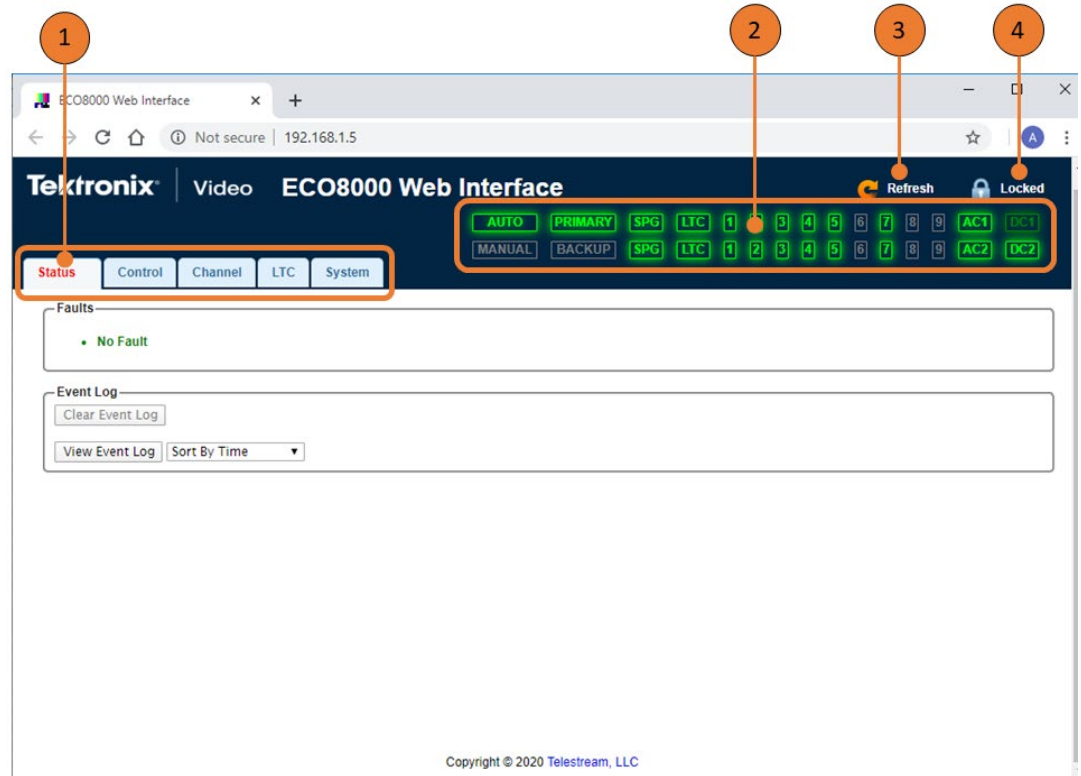 1
2
3
4
ECO8000 Web Interface
Not secure | 192.168.1.5
A
Tektronix Video ECO8000 Web Interface
Refresh
Locked
AUTO PRIMARY SPG LTC 1 2 3 4 5 6 7 8 9 AC1 DC1
MANUAL BACKUP SPG LTC 1 2 3 4 5 6 7 8 9 AC2 DC2
Status Control Channel LTC System
Faults
• No Fault
Event Log
Clear Event Log
View Event Log Sort By Time
Copyright © 2020 Telestream, LLC